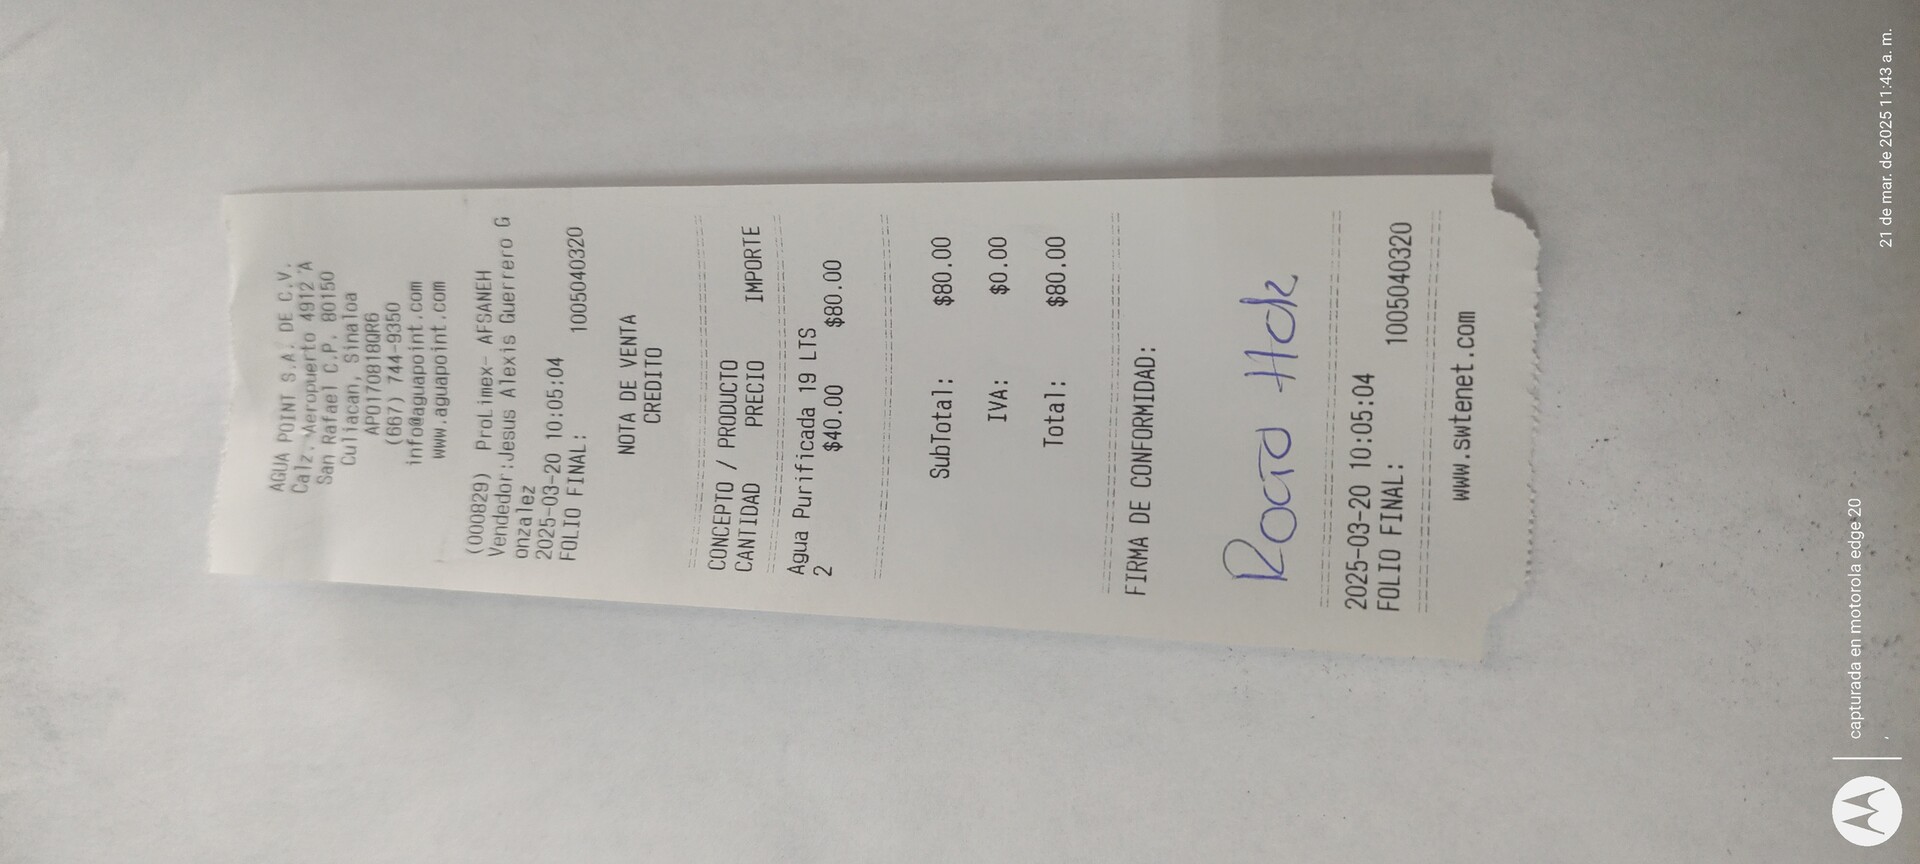 AGUA POINT S.A. DE C.V.
Calz. Aeropuerto 4912 A
San Rafael C.P. 80150
Culiacan, Sinaloa
APO170818QR6
(667) 744-9350
info@aguapoint.com
www.aguapoint.com
(000829) ProLimex- AFSANEH
Vendedor:Jesus Alexis Guerrero G
onzalez
2025-03-20 10:05:04
FOLIO FINAL: 1005040320
NOTA DE VENTA
CREDITO
CONCEPTO / PRODUCTO
CANTIDAD PRECIO IMPORTE
Agua Purificada 19 LTS
2 $40.00 $80.00
SubTotal: $80.00
IVA: $0.00
Total: $80.00
FIRMA DE CONFORMIDAD:
Rocio
2025-03-20 10:05:04
FOLIO FINAL: 1005040320
www.swtenet.com
capturada en motorola edge 20
21 de mar. de 2025 11:43 a. m.